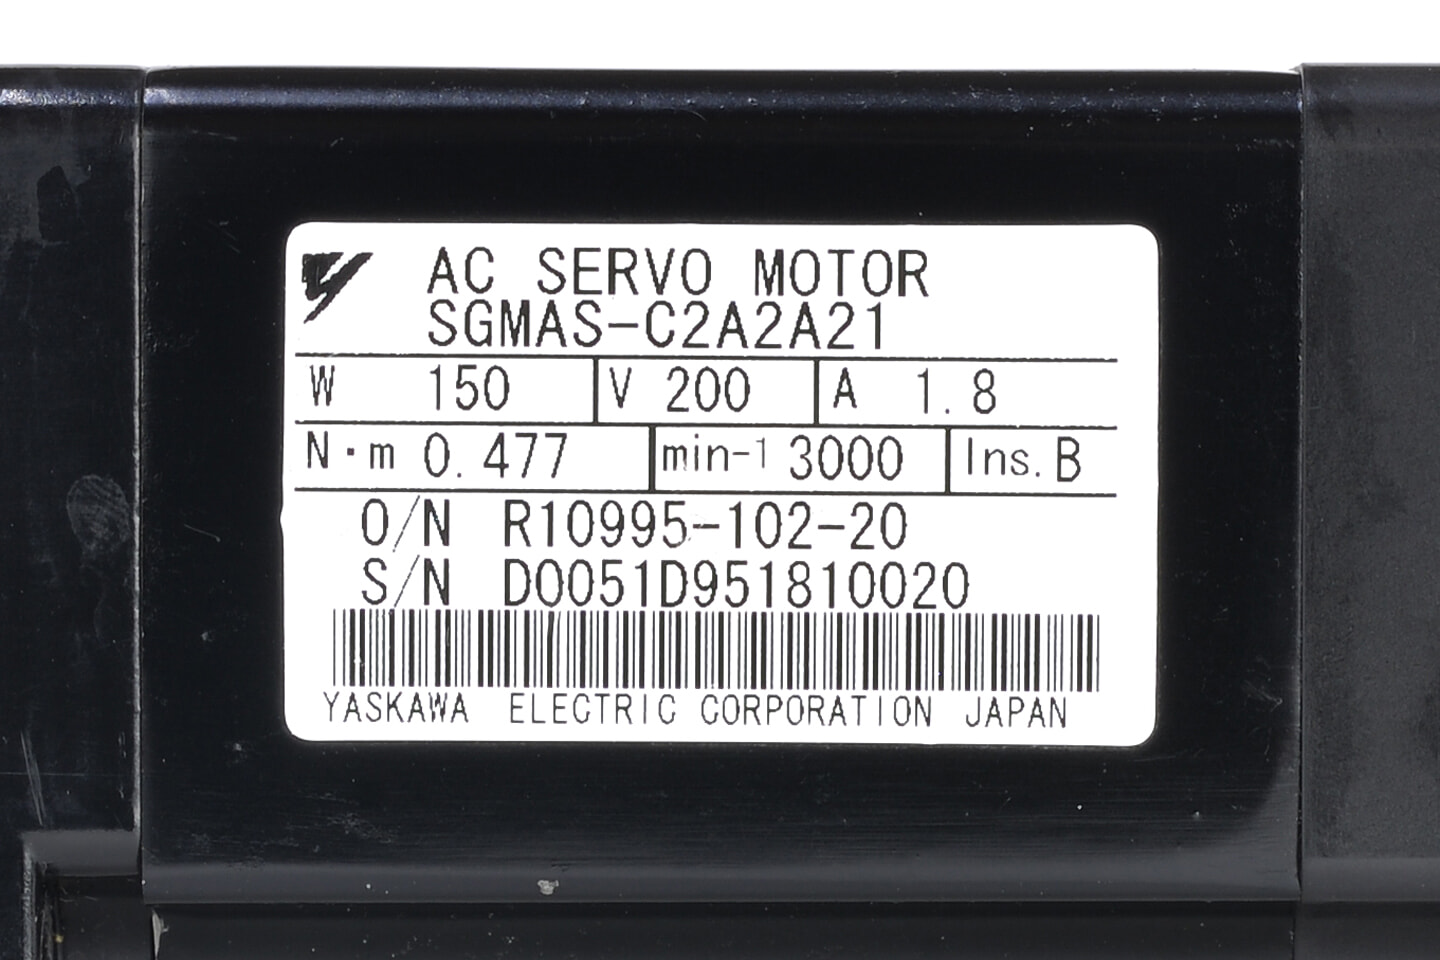 AC SERVO MOTOR
SGMAS-C2A2A21
W 150 V 200 A 1.8
N·m 0.477 min-1 3000 Ins. B
O/N R10995-102-20
S/N D0051D951810020
YASKAWA ELECTRIC CORPORATION JAPAN